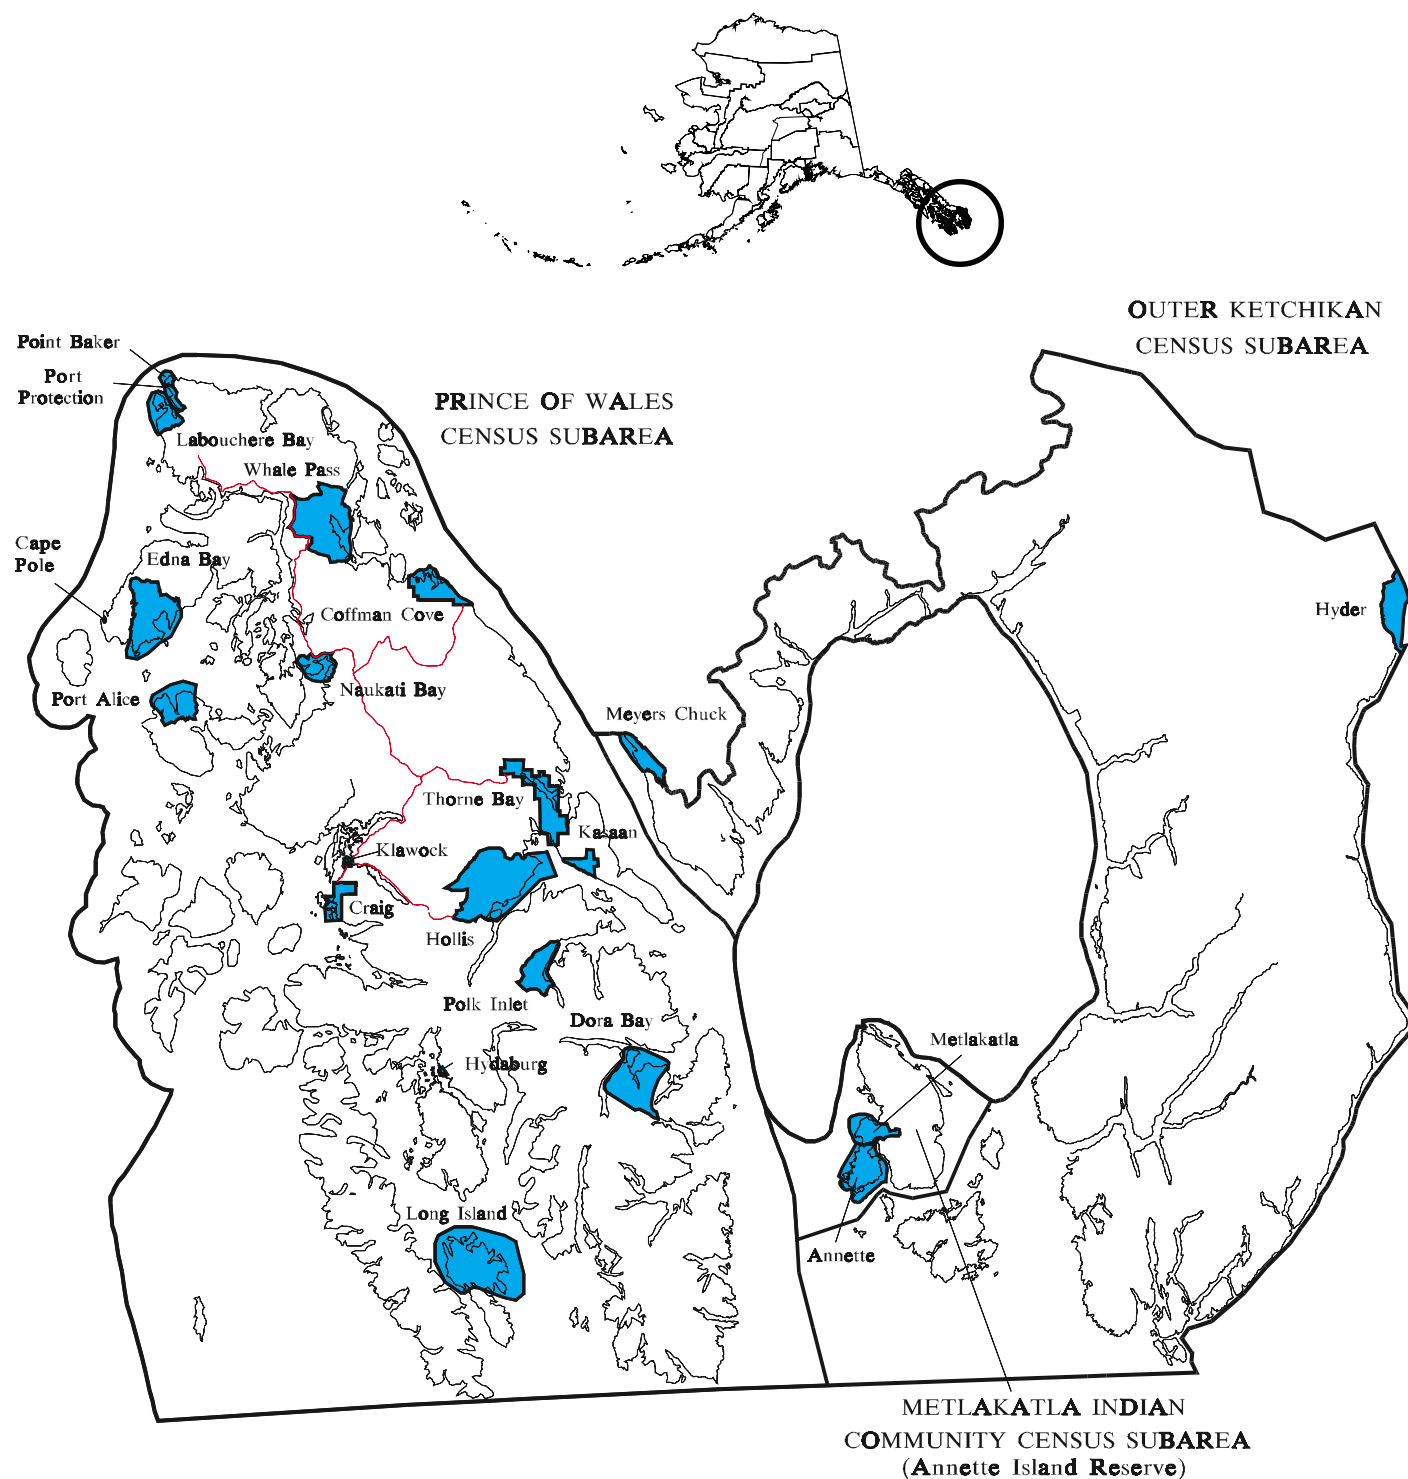 OUTER KETCHIKAN
CENSUS SUBAREA
Point Baker
Port
Protection
PRINCE OF WALES
CENSUS SUBAREA
Labouchere Bay
Whale Pass
Cape
Pole
Edna Bay
Coffman Cove
Hyder
Port Alice
Naukati Bay
Meyers Chuck
Thorne Bay
Kasaan
Klawock
Craig
Hollis
Polk Inlet
Dora Bay
Metlakatla
Hydaburg
Long Island
Annette
METLAKATLA INDIAN
COMMUNITY CENSUS SUBAREA
(Annette Island Reserve)